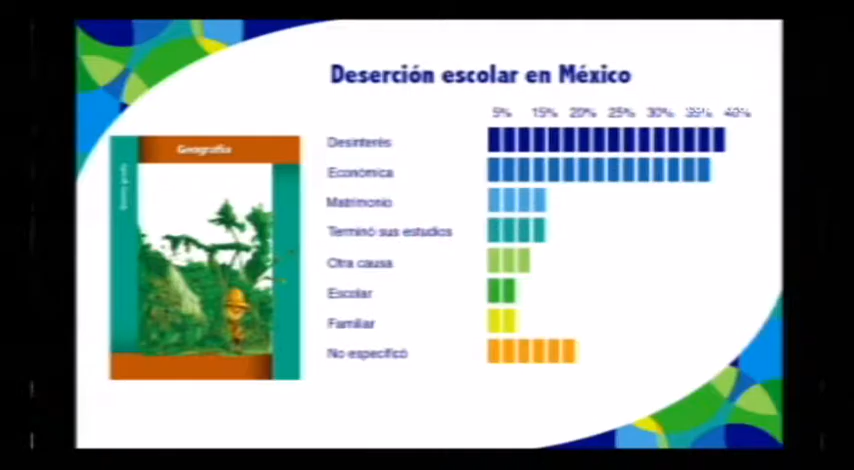 Deserción escolar en México
5% 15% 20% 25% 30% 35% 40%
Geografía
Desinterés
Económica
Matrimonio
Terminó sus estudios
Otra causa
Escolar
Familiar
No especificó